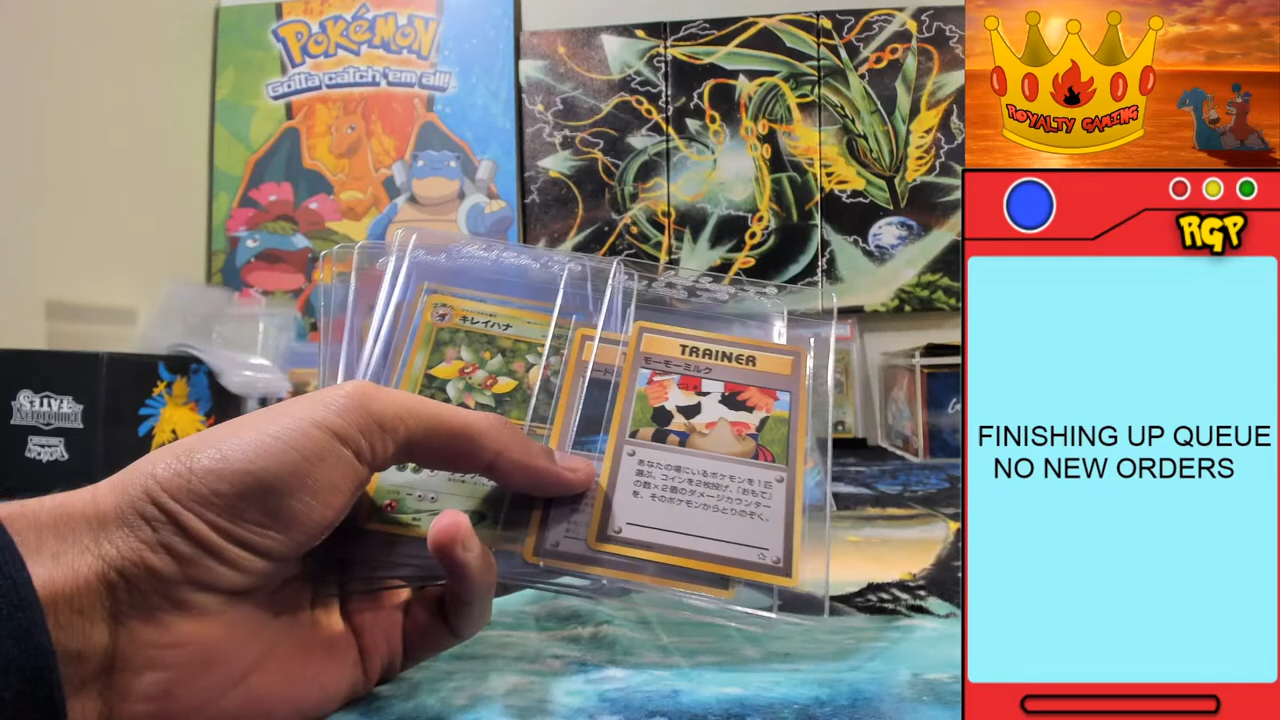 POKéMON
Gotta catch 'em all!
キレイハナ
TRAINER
モーモーミルク
あなたの場にいるポケモンを1匹
選ぶ。コインを2枚投げ、「おもて」
の数×2個のダメージカウンター
を、そのポケモンからとりのぞく。
ROYALTY GAMING
RGP
FINISHING UP QUEUE
NO NEW ORDERS